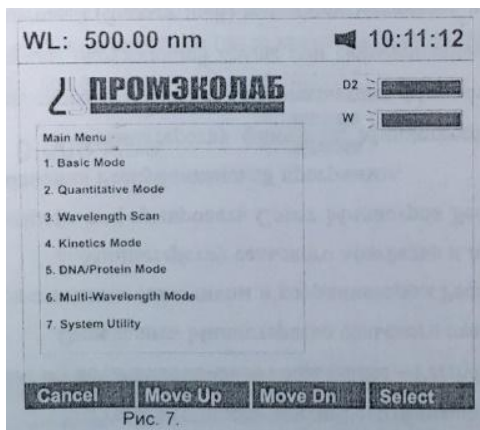 WL: 500.00 nm 10:11:12
ПРОМЭКОЛАБ
D2
W
Main Menu
1. Basic Mode
2. Quantitative Mode
3. Wavelength Scan
4. Kinetics Mode
5. DNA/Protein Mode
6. Multi-Wavelength Mode
7. System Utility
Cancel Move Up Move Dn Select
Рис. 7.